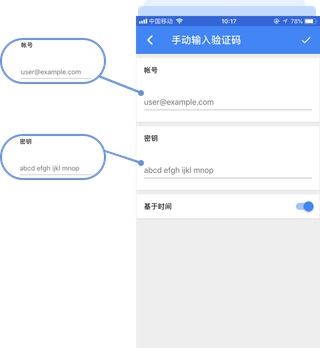 中国移动
10:17
78%
手动输入验证码
帐号
user@example.com
密钥
abcd efgh ijkl mnop
基于时间
帐号
user@example.com
密钥
abcd efgh ijkl mnop